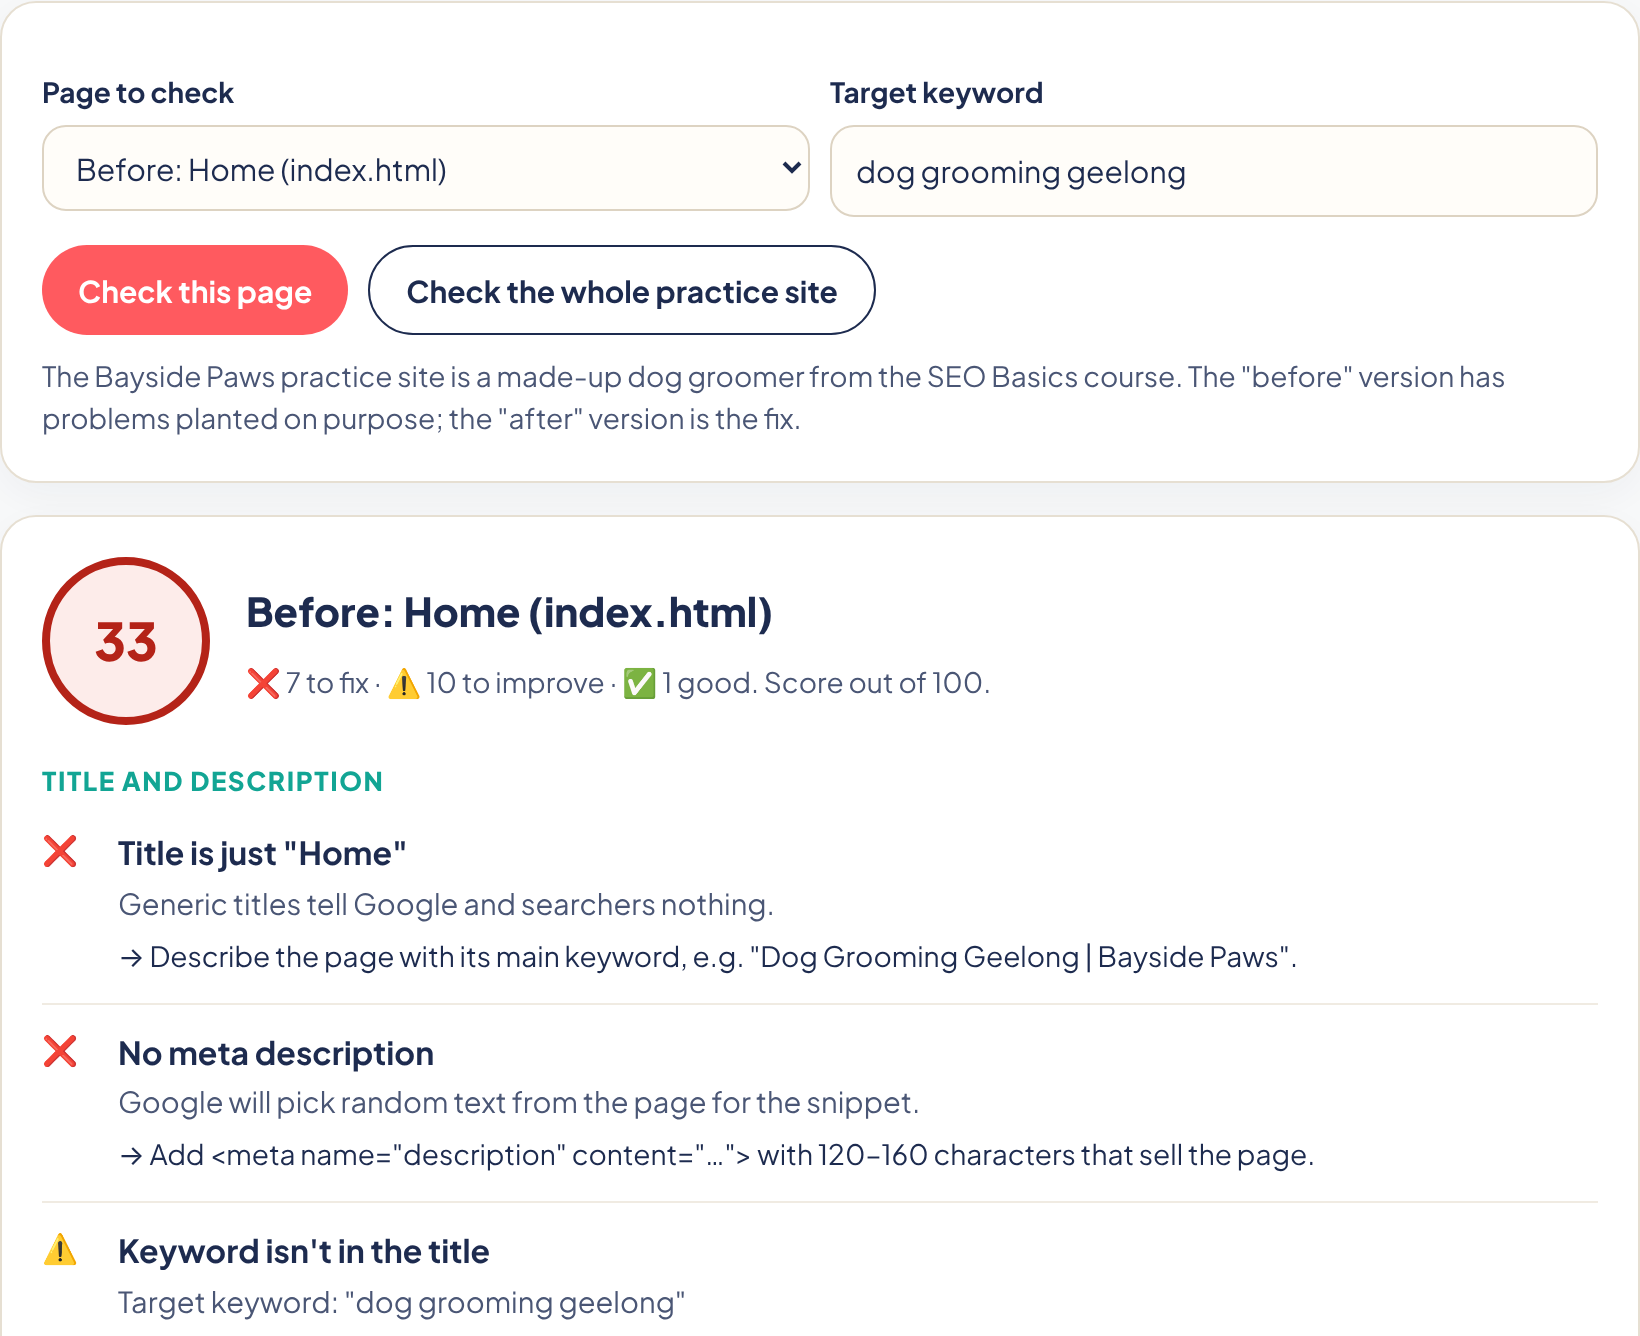 Page to check
Target keyword
Before: Home (index.html)
dog grooming geelong
Check this page
Check the whole practice site
The Bayside Paws practice site is a made-up dog groomer from the SEO Basics course. The "before" version has
problems planted on purpose; the "after" version is the fix.
33
Before: Home (index.html)
❌ 7 to fix · ⚠️ 10 to improve · ✅ 1 good. Score out of 100.
TITLE AND DESCRIPTION
❌ Title is just "Home"
Generic titles tell Google and searchers nothing.
→ Describe the page with its main keyword, e.g. "Dog Grooming Geelong | Bayside Paws".
❌ No meta description
Google will pick random text from the page for the snippet.
→ Add <meta name="description" content="…"> with 120–160 characters that sell the page.
⚠️ Keyword isn't in the title
Target keyword: "dog grooming geelong"